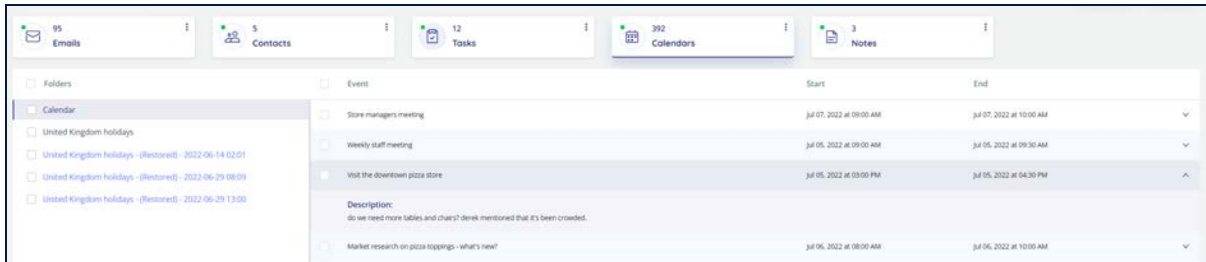 95
Emails
5
Contacts
12
Tasks
392
Calendars
3
Notes
Folders
Event Start End
Calendar
United Kingdom holidays
United Kingdom holidays - (Restored) - 2022-06-14 02:01
United Kingdom holidays - (Restored) - 2022-06-29 08:09
United Kingdom holidays - (Restored) - 2022-06-29 13:00
Store managers meeting Jul 07, 2022 at 09:00 AM Jul 07, 2022 at 10:00 AM
Weekly staff meeting Jul 05, 2022 at 09:00 AM Jul 05, 2022 at 09:30 AM
Visit the downtown pizza store Jul 05, 2022 at 03:00 PM Jul 05, 2022 at 04:30 PM
Description:
do we need more tables and chairs? derek mentioned that it's been crowded.
Market research on pizza toppings - what's new? Jul 06, 2022 at 08:00 AM Jul 06, 2022 at 10:00 AM